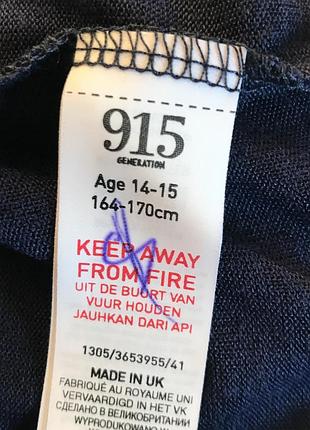 915
GENERATION
Age 14-15
164-170cm
KEEP AWAY
FROM FIRE
UIT DE BUURT VAN
VUUR HOUDEN
JAUHKAN DARI API
1305/3653955/41
MADE IN UK
FABRIQUÉ AU ROYAUME UNI
VERVAARDIGD IN HET VK
СДЕЛАНО В ВЕЛИКОБРИТАНИИ
WYPRODUKOWANO